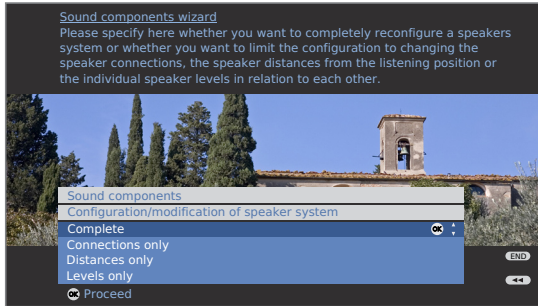 Sound components wizard
Please specify here whether you want to completely reconfigure a speakers
system or whether you want to limit the configuration to changing the
speaker connections, the speaker distances from the listening position or
the individual speaker levels in relation to each other.
Sound components
Configuration/modification of speaker system
Complete OK
Connections only
Distances only
Levels only
END
OK Proceed